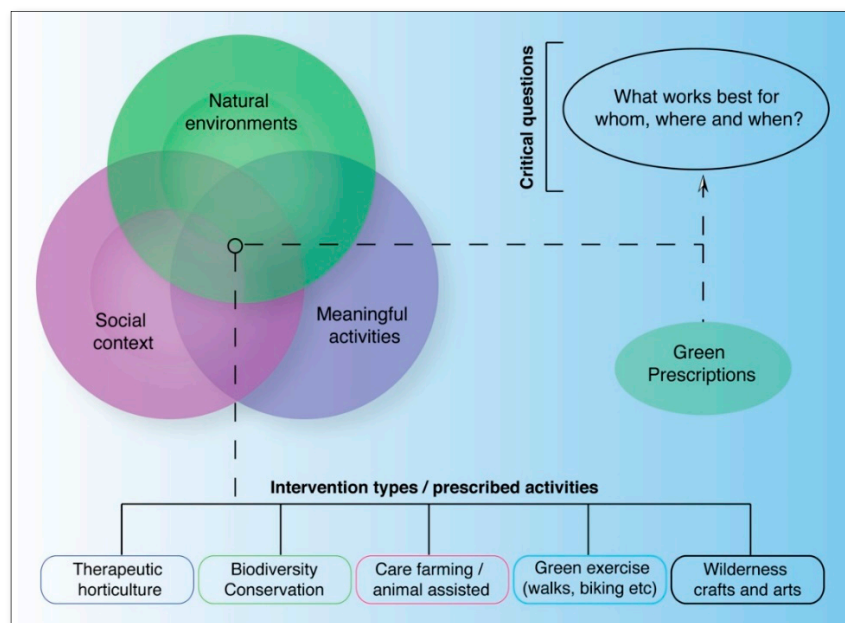 Natural
environments
Social
context
Meaningful
activities
Critical questions
What works best for
whom, where and when?
Green
Prescriptions
Intervention types / prescribed activities
Therapeutic
horticulture
Biodiversity
Conservation
Care farming /
animal assisted
Green exercise
(walks, biking etc)
Wilderness
crafts and arts